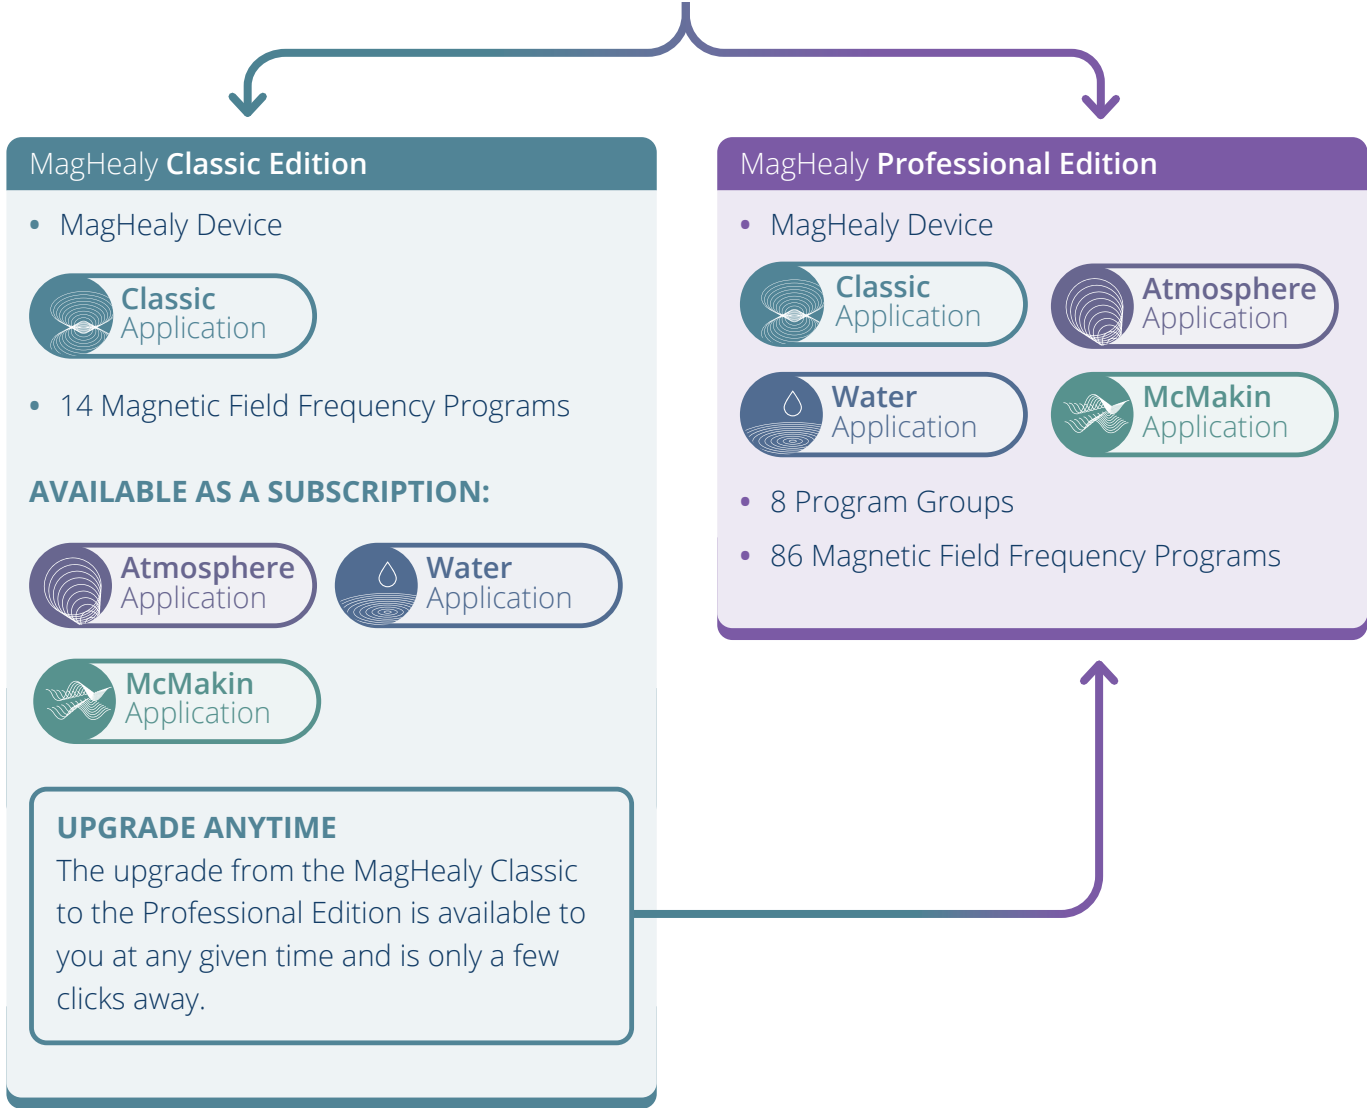 MagHealy Classic Edition
• MagHealy Device
Classic
Application
• 14 Magnetic Field Frequency Programs
AVAILABLE AS A SUBSCRIPTION:
Atmosphere
Application
Water
Application
McMakin
Application
UPGRADE ANYTIME
The upgrade from the MagHealy Classic
to the Professional Edition is available to
you at any given time and is only a few
clicks away.
MagHealy Professional Edition
• MagHealy Device
Classic
Application
Atmosphere
Application
Water
Application
McMakin
Application
• 8 Program Groups
• 86 Magnetic Field Frequency Programs